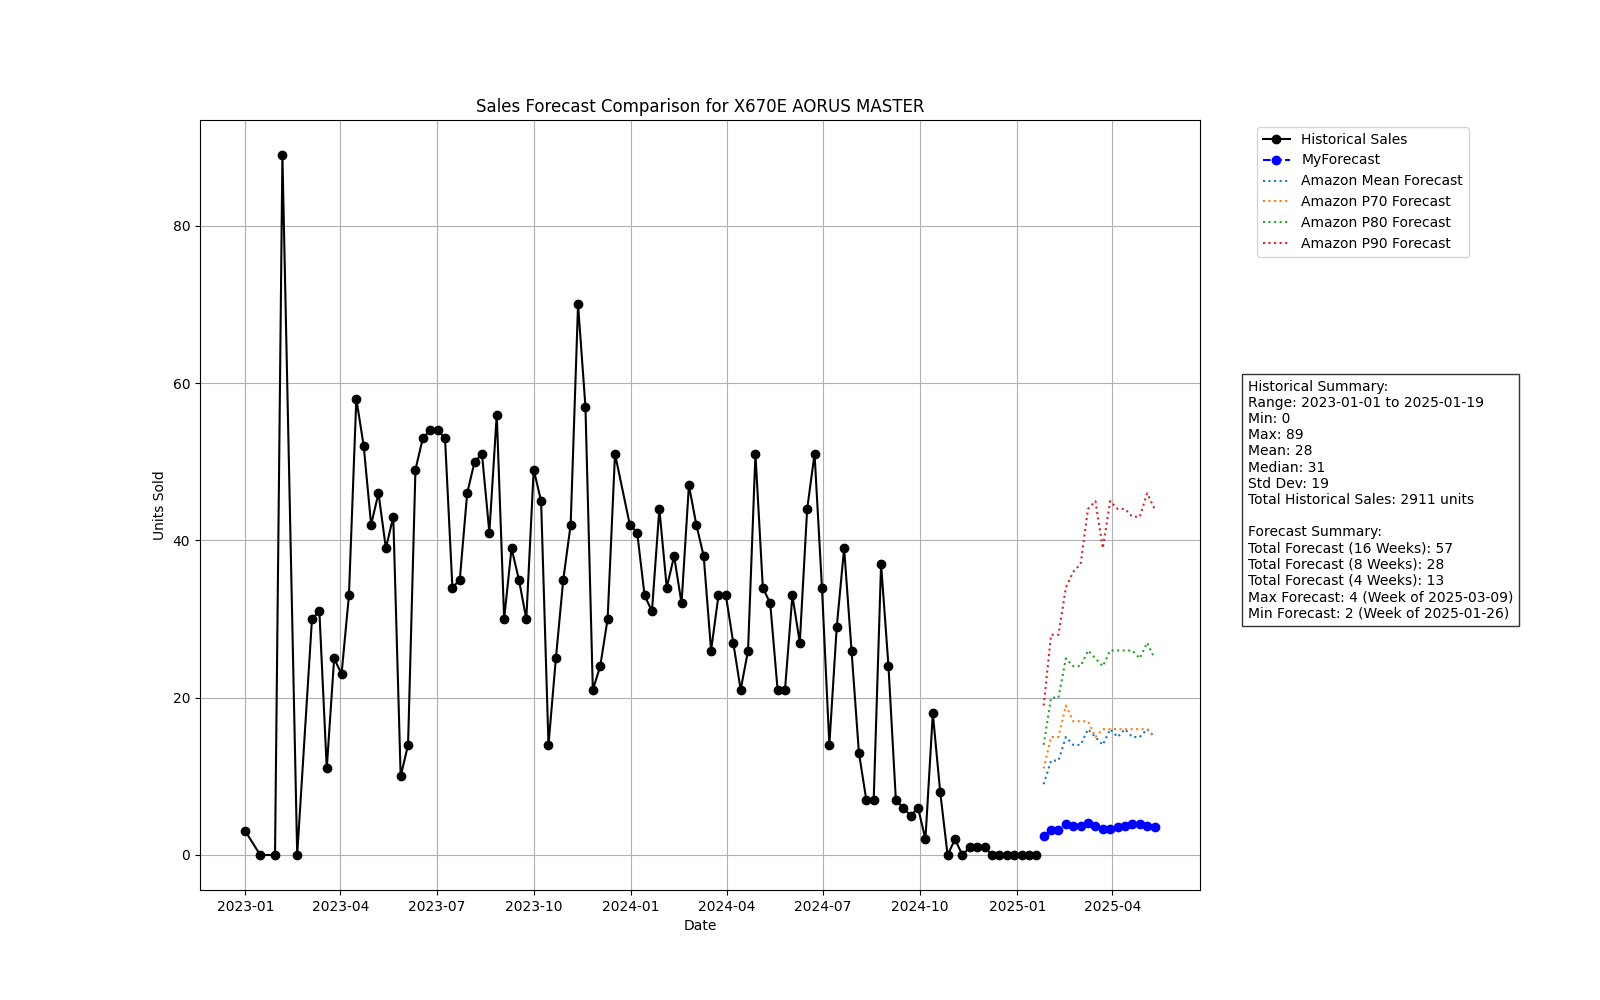 Sales Forecast Comparison for X670E AORUS MASTER
Units Sold
80
60
40
20
0
2023-01
2023-04
2023-07
2023-10
2024-01
2024-04
2024-07
2024-10
2025-01
2025-04
Date
Historical Sales
MyForecast
Amazon Mean Forecast
Amazon P70 Forecast
Amazon P80 Forecast
Amazon P90 Forecast
Historical Summary:
Range: 2023-01-01 to 2025-01-19
Min: 0
Max: 89
Mean: 28
Median: 31
Std Dev: 19
Total Historical Sales: 2911 units
Forecast Summary:
Total Forecast (16 Weeks): 57
Total Forecast (8 Weeks): 28
Total Forecast (4 Weeks): 13
Max Forecast: 4 (Week of 2025-03-09)
Min Forecast: 2 (Week of 2025-01-26)